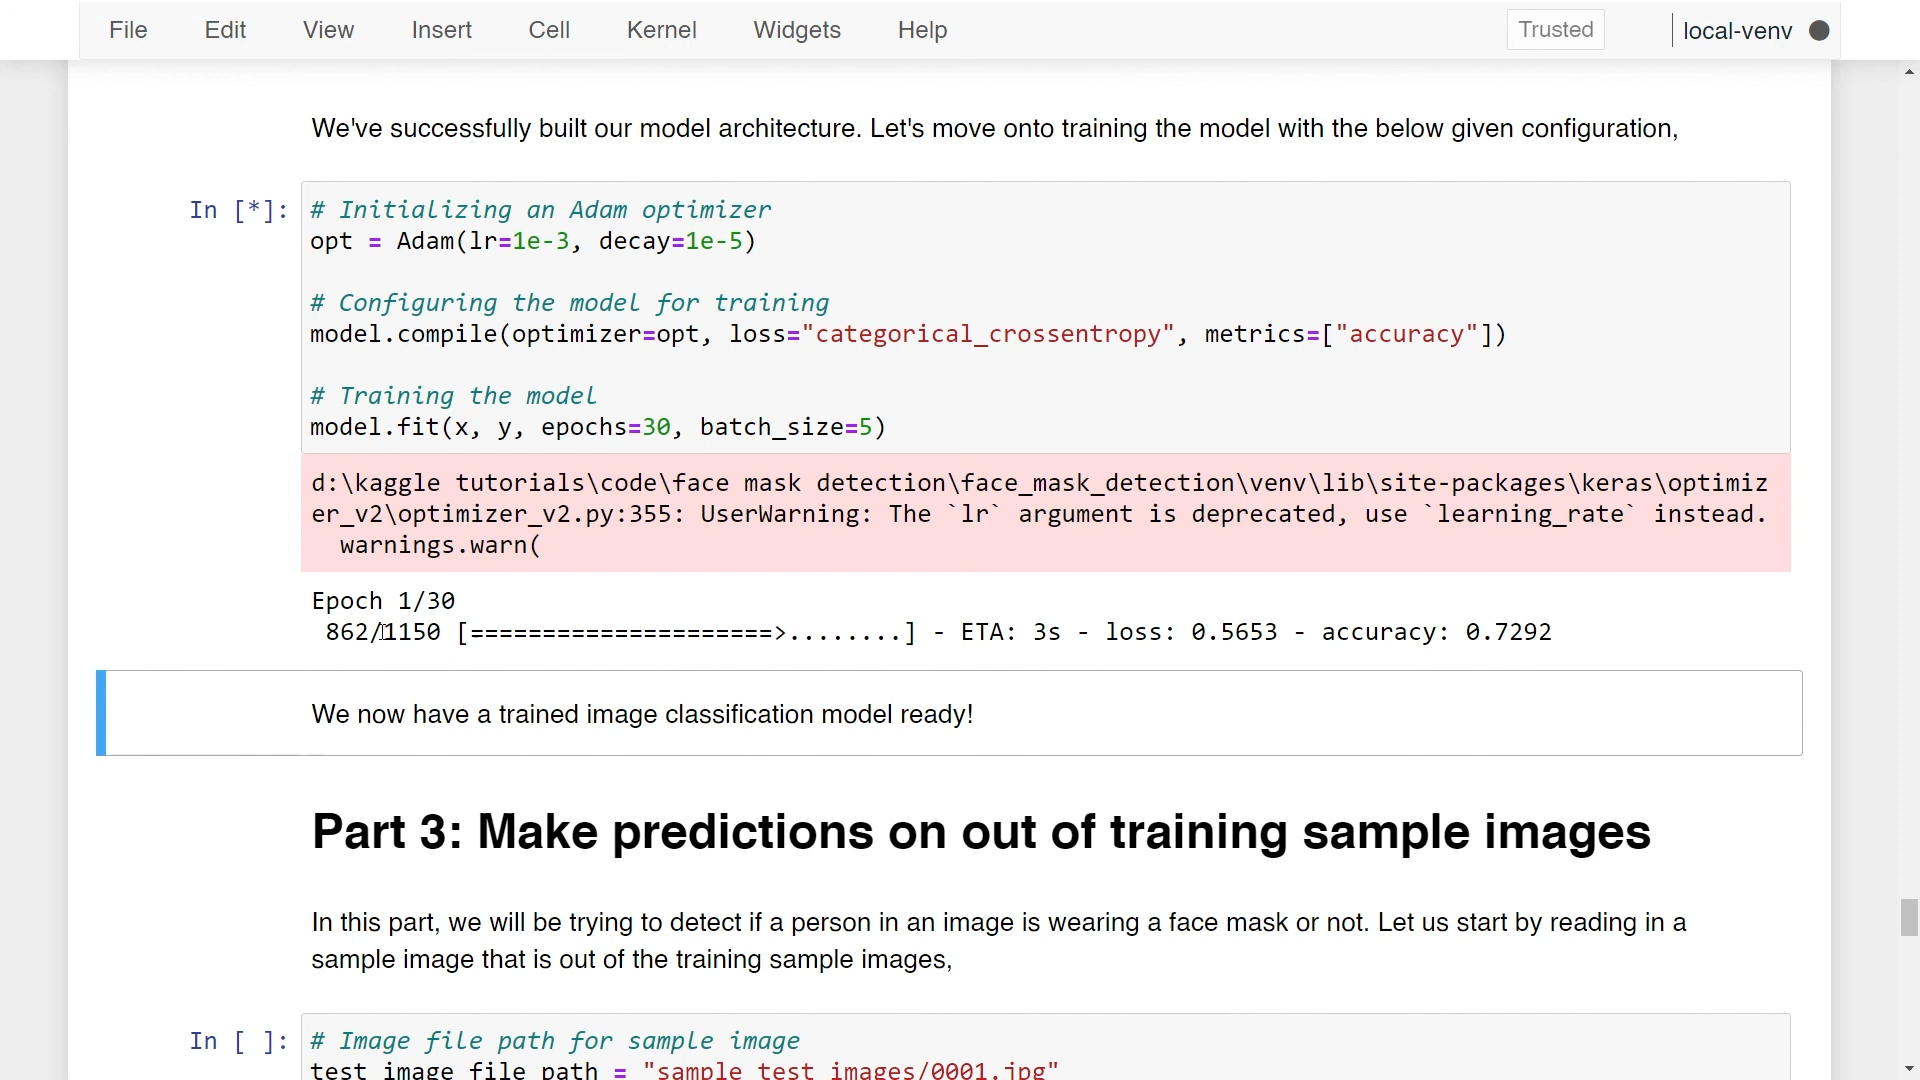 File Edit View Insert Cell Kernel Widgets Help Trusted local-venv
We've successfully built our model architecture. Let's move onto training the model with the below given configuration,
In [*]: # Initializing an Adam optimizer
opt = Adam(lr=1e-3, decay=1e-5)
# Configuring the model for training
model.compile(optimizer=opt, loss="categorical_crossentropy", metrics=["accuracy"])
# Training the model
model.fit(x, y, epochs=30, batch_size=5)
d:\kaggle tutorials\code\face mask detection\face_mask_detection\venv\lib\site-packages\keras\optimiz
er_v2\optimizer_v2.py:355: UserWarning: The `lr` argument is deprecated, use `learning_rate` instead.
warnings.warn(
Epoch 1/30
862/1150 [=====================>........] - ETA: 3s - loss: 0.5653 - accuracy: 0.7292
We now have a trained image classification model ready!
Part 3: Make predictions on out of training sample images
In this part, we will be trying to detect if a person in an image is wearing a face mask or not. Let us start by reading in a
sample image that is out of the training sample images,
In [ ]: # Image file path for sample image
test_image_file_path = "sample_test_images/0001.jpg"